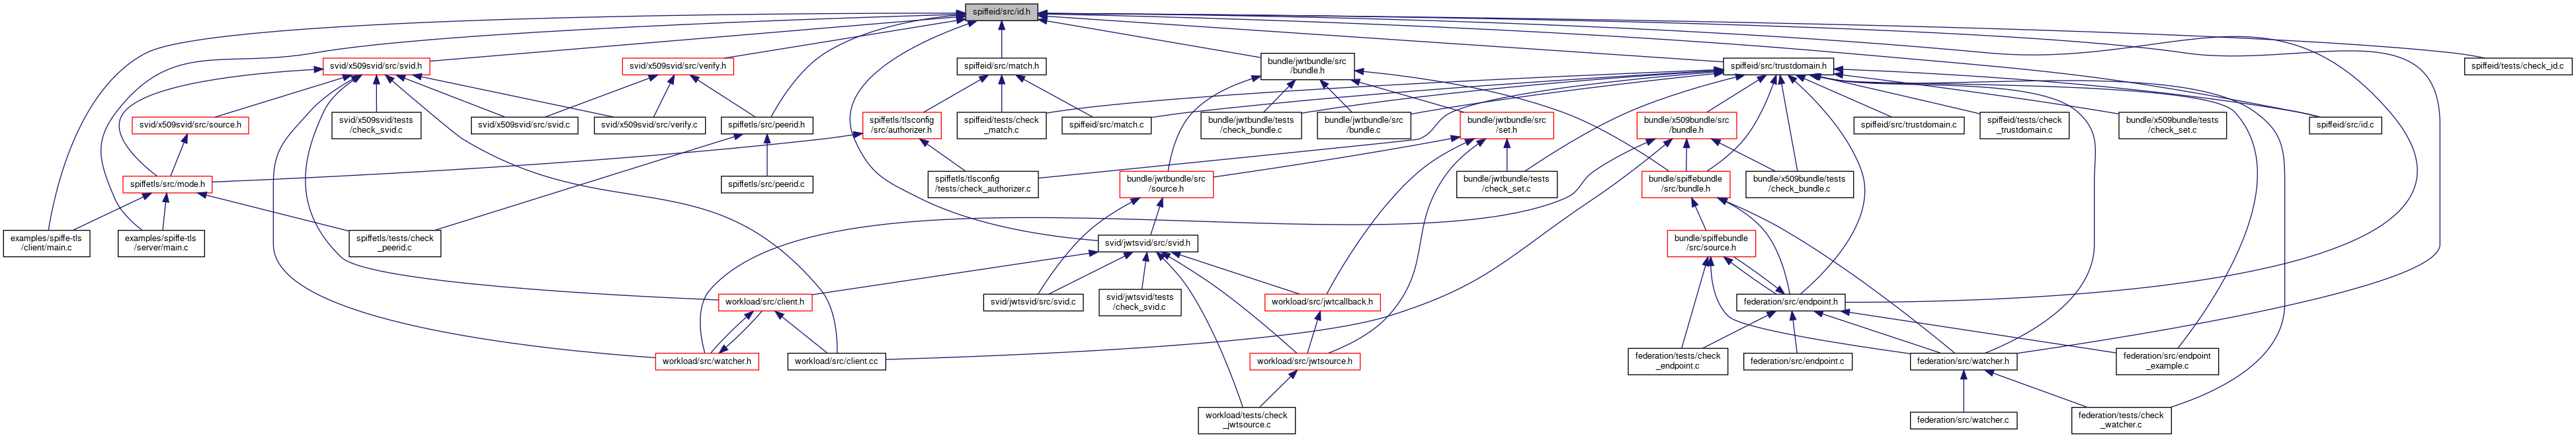 spiffeid/src/id.h
svid/x509svid/src/svid.h
svid/x509svid/src/verify.h
spiffeid/src/match.h
bundle/jwtbundle/src
/bundle.h
spiffeid/src/trustdomain.h
spiffeid/tests/check_id.c
svid/x509svid/src/source.h
svid/x509svid/tests
/check_svid.c
svid/x509svid/src/svid.c
svid/x509svid/src/verify.c
spiffetls/src/peerid.h
spiffetls/tlsconfig
/src/authorizer.h
spiffeid/tests/check
_match.c
spiffeid/src/match.c
bundle/jwtbundle/tests
/check_bundle.c
bundle/jwtbundle/src
/bundle.c
bundle/jwtbundle/src
/set.h
bundle/x509bundle/src
/bundle.h
spiffeid/src/trustdomain.c
spiffeid/tests/check
_trustdomain.c
bundle/x509bundle/tests
/check_set.c
spiffeid/src/id.c
spiffetls/src/mode.h
spiffetls/src/peerid.c
spiffetls/tlsconfig
/tests/check_authorizer.c
bundle/jwtbundle/src
/source.h
bundle/jwtbundle/tests
/check_set.c
bundle/spiffebundle
/src/bundle.h
bundle/x509bundle/tests
/check_bundle.c
examples/spiffe-tls
/client/main.c
examples/spiffe-tls
/server/main.c
spiffetls/tests/check
_peerid.c
svid/jwtsvid/src/svid.h
bundle/spiffebundle
/src/source.h
workload/src/client.h
svid/jwtsvid/src/svid.c
svid/jwtsvid/tests
/check_svid.c
workload/src/jwtcallback.h
federation/src/endpoint.h
workload/src/watcher.h
workload/src/client.cc
workload/src/jwtsource.h
federation/tests/check
_endpoint.c
federation/src/endpoint.c
federation/src/watcher.h
federation/src/endpoint
_example.c
workload/tests/check
_jwtsource.c
federation/src/watcher.c
federation/tests/check
_watcher.c